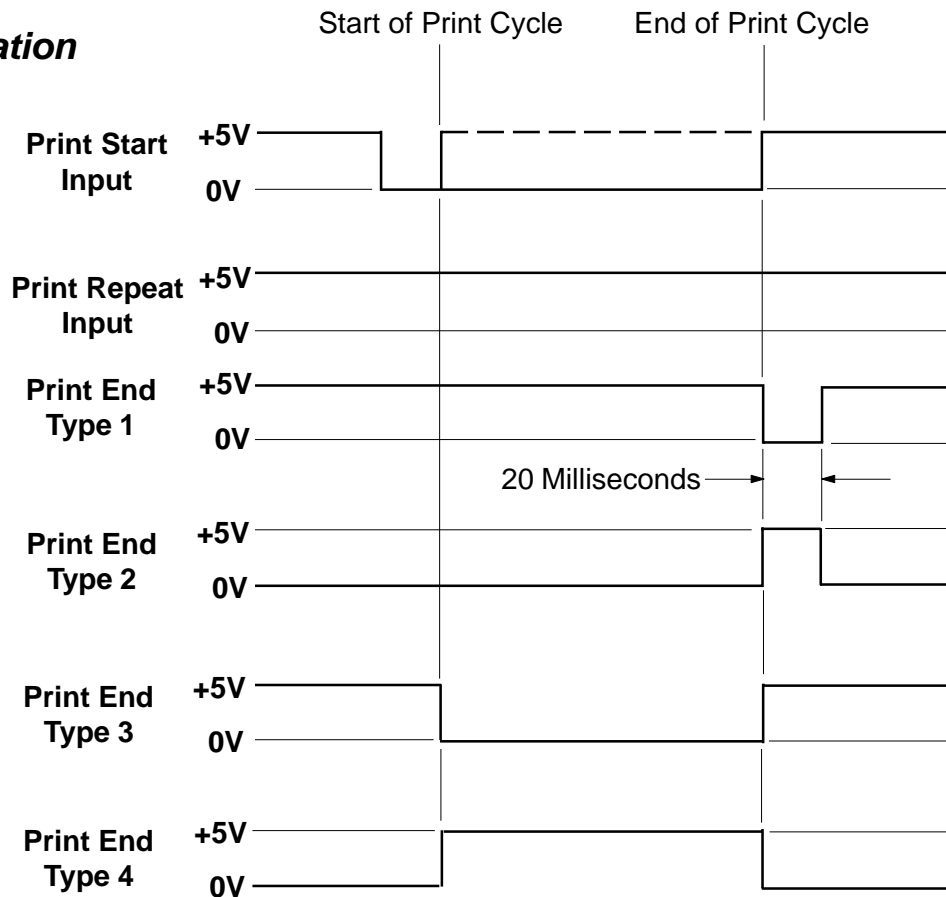 Start of Print Cycle End of Print Cycle
ation
Print Start
Input
+5V
0V
Print Repeat
Input
+5V
0V
Print End
Type 1
+5V
0V
20 Milliseconds
Print End
Type 2
+5V
0V
Print End
Type 3
+5V
0V
Print End
Type 4
+5V
0V